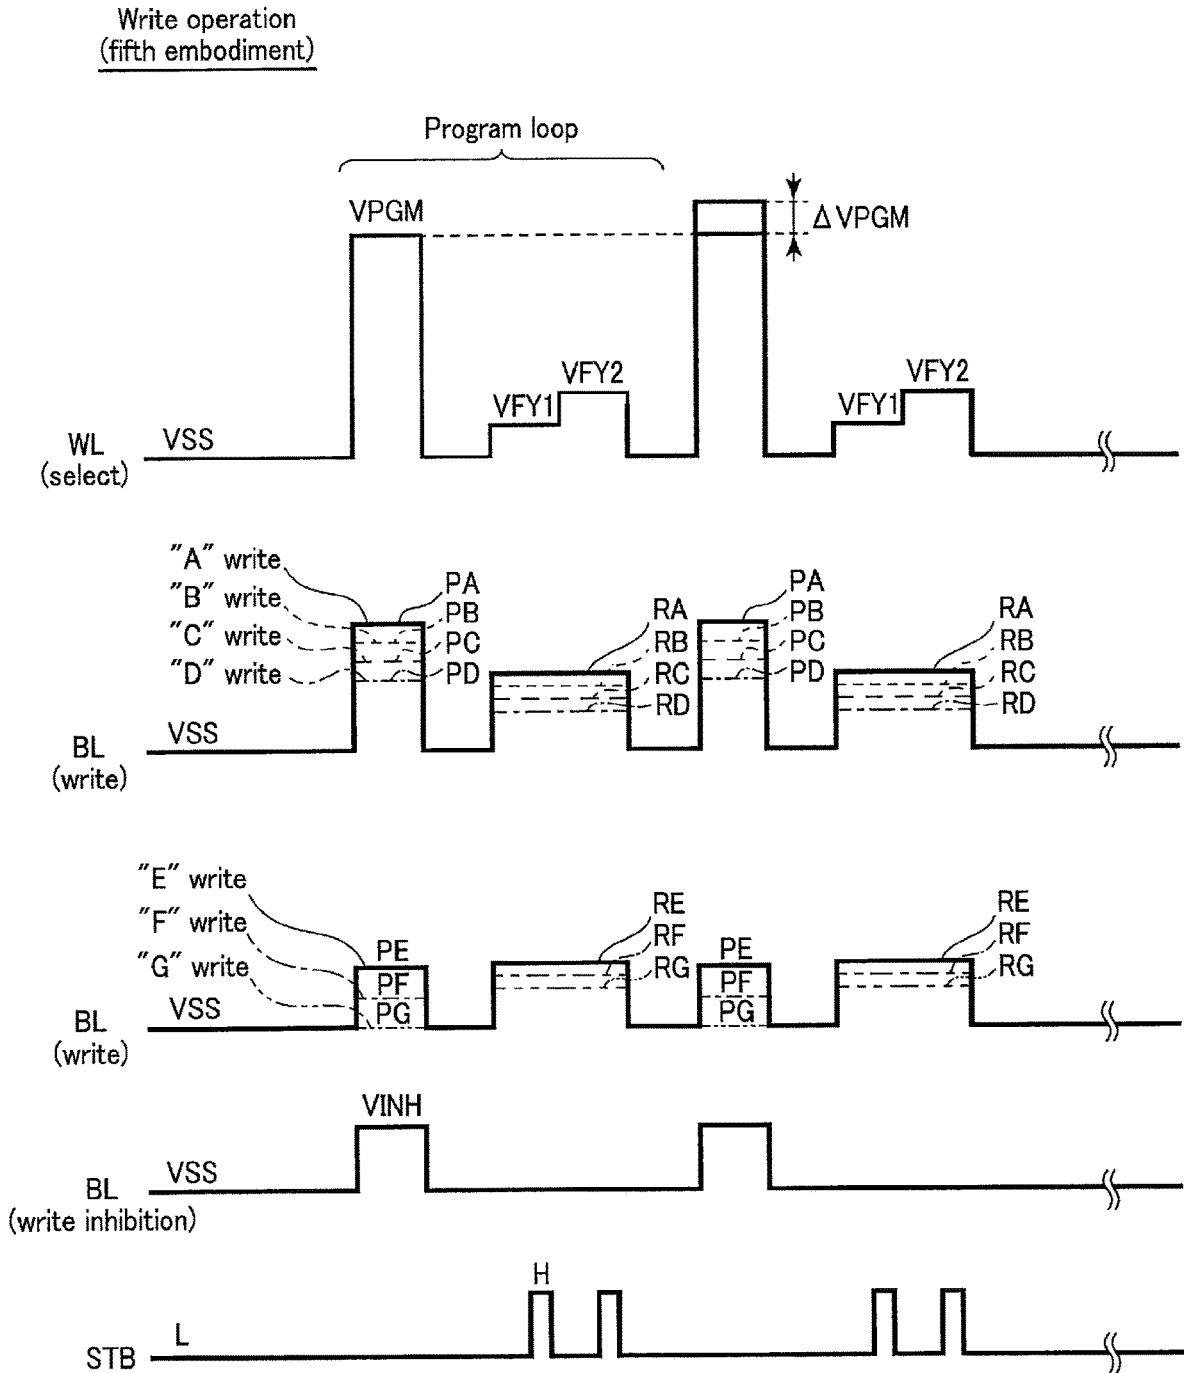 Write operation
(fifth embodiment)
Program loop
VPGM
Δ VPGM
VFY1
VFY2
VFY1
VFY2
VSS
WL
(select)
"A" write
"B" write
"C" write
"D" write
PA
PB
PC
PD
RA
RB
RC
RD
PA
PB
PC
PD
RA
RB
RC
RD
VSS
BL
(write)
"E" write
"F" write
"G" write
PE
PF
PG
RE
RF
RG
PE
PF
PG
RE
RF
RG
VSS
BL
(write)
VINH
VSS
BL
(write inhibition)
H
L
STB